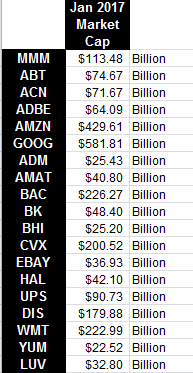 Jan 2017
Market
Cap
MMM $113.48 Billion
ABT $74.67 Billion
ACN $71.67 Billion
ADBE $64.09 Billion
AMZN $429.61 Billion
GOOG $581.81 Billion
ADM $25.43 Billion
AMAT $40.80 Billion
BAC $226.27 Billion
BK $48.40 Billion
BHI $25.20 Billion
CVX $200.52 Billion
EBAY $36.93 Billion
HAL $42.10 Billion
UPS $90.73 Billion
DIS $179.88 Billion
WMT $222.99 Billion
YUM $22.52 Billion
LUV $32.80 Billion